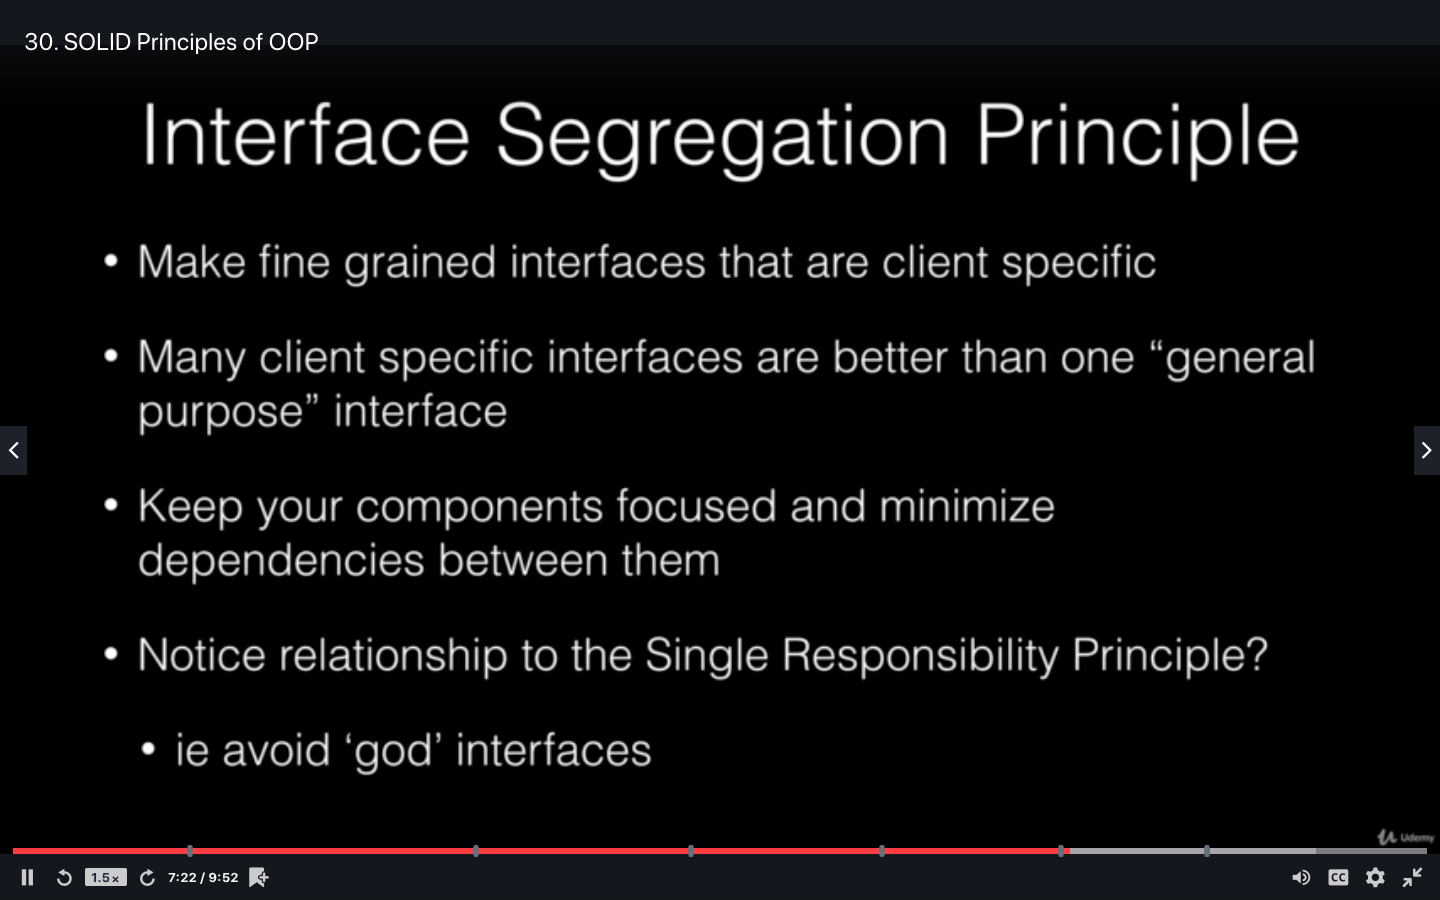 30. SOLID Principles of OOP
Interface Segregation Principle
• Make fine grained interfaces that are client specific
• Many client specific interfaces are better than one “general
purpose” interface
• Keep your components focused and minimize
dependencies between them
• Notice relationship to the Single Responsibility Principle?
• ie avoid ‘god’ interfaces
Udemy
1.5x
7:22 / 9:52
CC